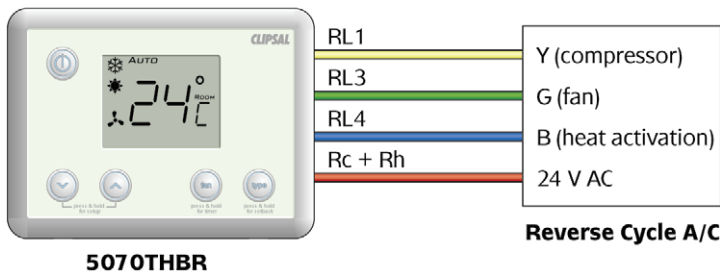 CLIPSAL
AUTO
24°C
ROOM
fan
type
press & hold
for setup
press & hold
for timer
press & hold
for setback
5070THBR
RL1
RL3
RL4
Rc + Rh
Y (compressor)
G (fan)
B (heat activation)
24 V AC
Reverse Cycle A/C